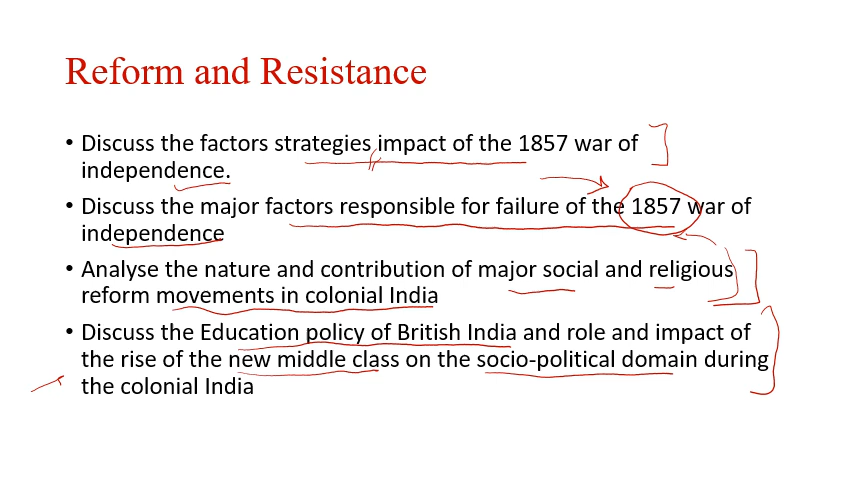 Reform and Resistance
• Discuss the factors strategies impact of the 1857 war of
independence.
• Discuss the major factors responsible for failure of the 1857 war of
independence
• Analyse the nature and contribution of major social and religious
reform movements in colonial India
• Discuss the Education policy of British India and role and impact of
the rise of the new middle class on the socio-political domain during
the colonial India